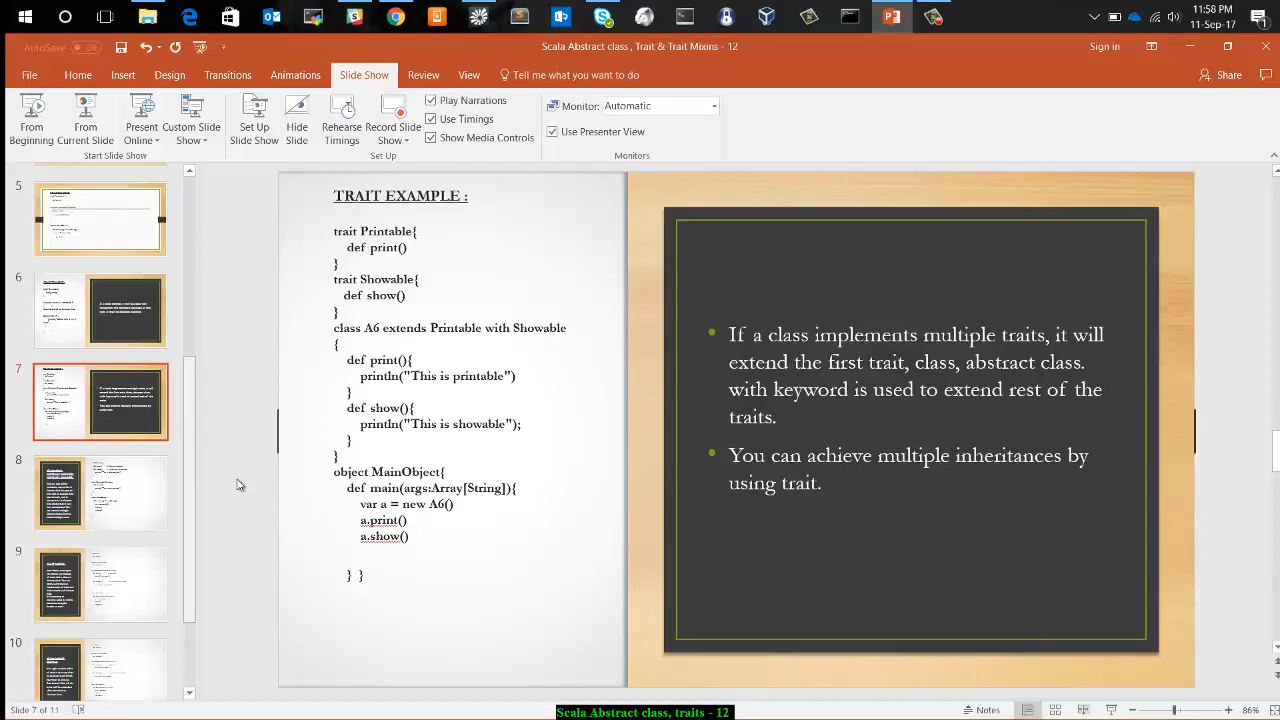 11:58 PM
11-Sep-17
AutoSave
Off
Scala Abstract class , Trait & Trait Mixins - 12
Sign in
File
Home
Insert
Design
Transitions
Animations
Slide Show
Review
View
Tell me what you want to do
Share
From Beginning
From Current Slide
Present Online
Custom Slide Show
Set Up Slide Show
Hide Slide
Rehearse Timings
Record Slide Show
Play Narrations
Use Timings
Show Media Controls
Monitor: Automatic
Use Presenter View
Start Slide Show
Set Up
Monitors
5
6
7
8
9
10
TRAIT EXAMPLE :
trait Printable{
def print()
}
trait Showable{
def show()
}
class A6 extends Printable with Showable
{
def print(){
println("This is printable")
}
def show(){
println("This is showable");
}
}
object MainObject{
def main(args:Array[String]){
var a = new A6()
a.print()
a.show()
} }
• If a class implements multiple traits, it will
extend the first trait, class, abstract class.
with keyword is used to extend rest of the
traits.
• You can achieve multiple inheritances by
using trait.
Slide 7 of 11
Notes
86%
Scala Abstract class, traits - 12